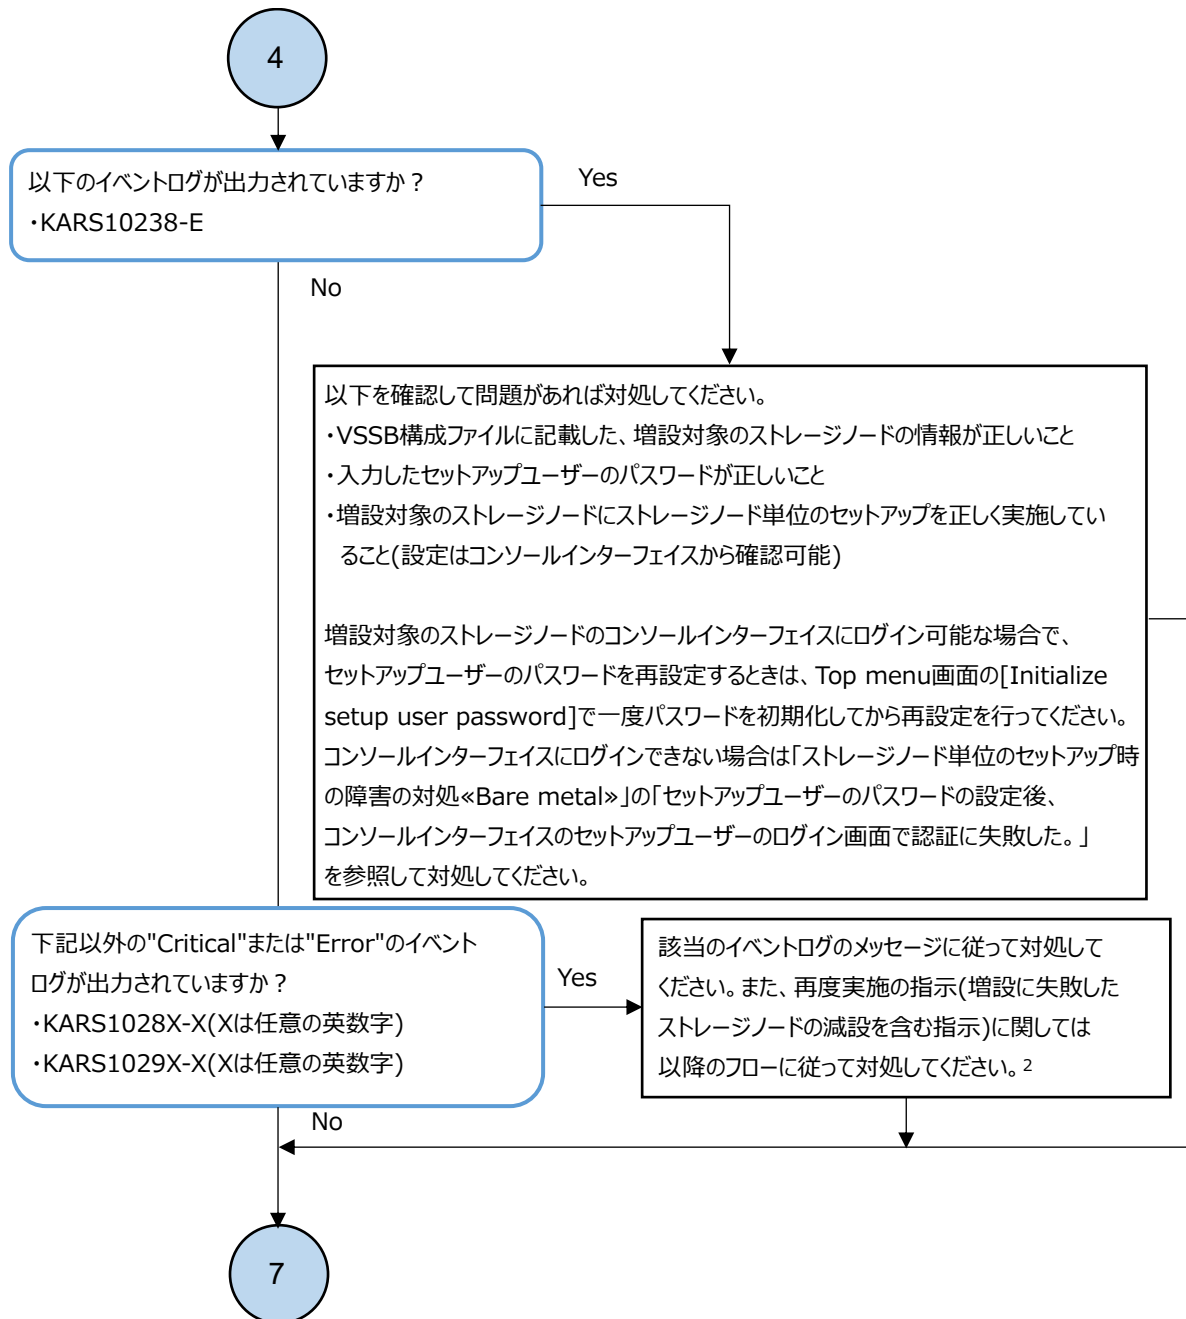 4
以下のイベントログが出力されていますか？
・KARS10238-E
Yes
No
以下を確認して問題があれば対処してください。
・VSSB構成ファイルに記載した、増設対象のストレージノードの情報が正しいこと
・入力したセットアップユーザーのパスワードが正しいこと
・増設対象のストレージノードにストレージノード単位のセットアップを正しく実施してい
ること(設定はコンソールインターフェイスから確認可能)
増設対象のストレージノードのコンソールインターフェイスにログイン可能な場合で、
セットアップユーザーのパスワードを再設定するときは、Top menu画面の[Initialize
setup user password]で一度パスワードを初期化してから再設定を行ってください。
コンソールインターフェイスにログインできない場合は「ストレージノード単位のセットアップ時
の障害の対処«Bare metal»」の「セットアップユーザーのパスワードの設定後、
コンソールインターフェイスのセットアップユーザーのログイン画面で認証に失敗した。」
を参照して対処してください。
下記以外の"Critical"または"Error"のイベント
ログが出力されていますか？
・KARS1028X-X(Xは任意の英数字)
・KARS1029X-X(Xは任意の英数字)
Yes
該当のイベントログのメッセージに従って対処して
ください。また、再度実施の指示(増設に失敗した
ストレージノードの減設を含む指示)に関しては
以降のフローに従って対処してください。2
No
7